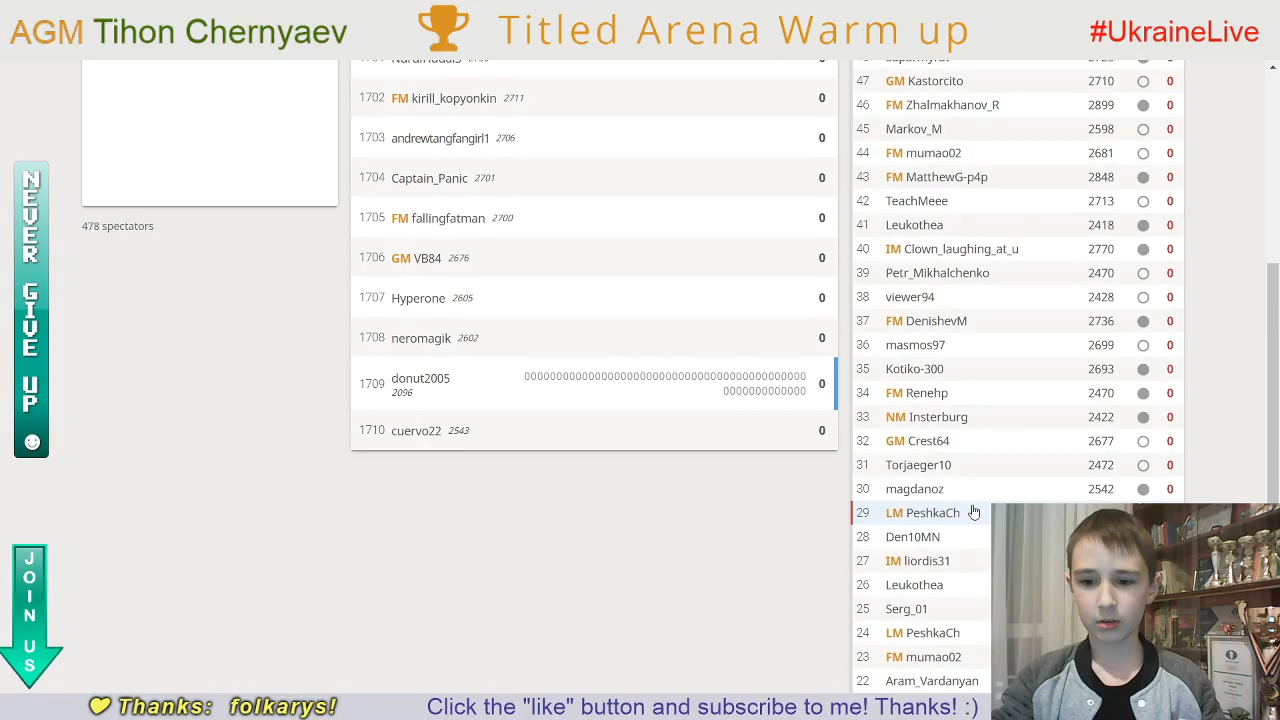 AGM Tihon Chernyaev
Titled Arena Warm up
#UkraineLive
NEVER GIVE UP
JOIN US
478 spectators
1702 FM kirill_kopyonkin 2711 0
1703 andrewtangfangirl1 2706 0
1704 Captain_Panic 2701 0
1705 FM fallingfatman 2700 0
1706 GM VB84 2676 0
1707 Hyperone 2605 0
1708 neromagik 2602 0
1709 donut2005 2096 0
1710 cuervo22 2543 0
47 GM Kastorcito 2710 0
46 FM Zhalmakhanov_R 2899 0
45 Markov_M 2598 0
44 FM mumao02 2681 0
43 FM MatthewG-p4p 2848 0
42 TeachMeee 2713 0
41 Leukothea 2418 0
40 IM Clown_laughing_at_u 2770 0
39 Petr_Mikhalchenko 2470 0
38 viewer94 2428 0
37 FM DenishevM 2736 0
36 masmos97 2699 0
35 Kotiko-300 2693 0
34 FM Renehp 2470 0
33 NM Insterburg 2422 0
32 GM Crest64 2677 0
31 Torjaeger10 2472 0
30 magdanoz 2542 0
29 LM PeshkaCh
28 Den10MN
27 IM liordis31
26 Leukothea
25 Serg_01
24 LM PeshkaCh
23 FM mumao02
22 Aram_Vardanyan
Thanks: folkarys!
Click the "like" button and subscribe to me! Thanks! :)